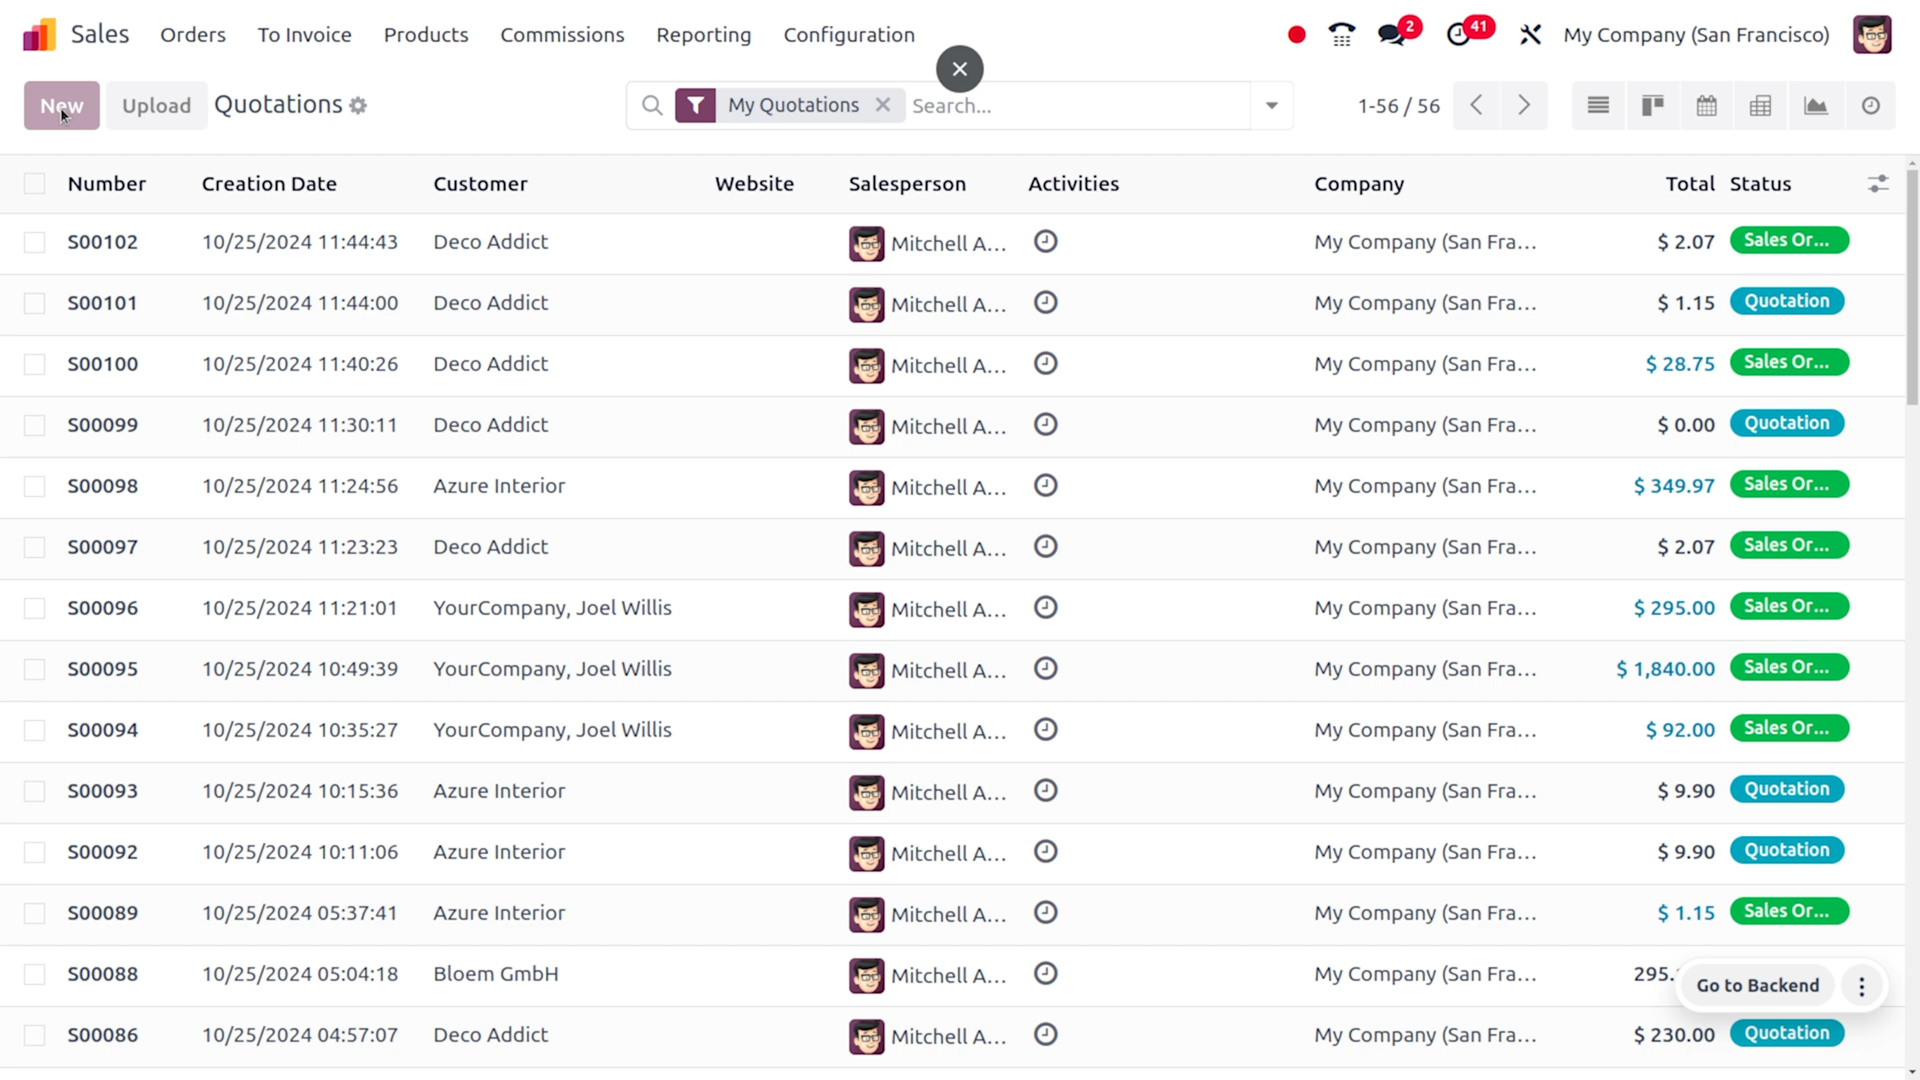 Sales Orders To Invoice Products Commissions Reporting Configuration 2 41 My Company (San Francisco)
New Upload Quotations My Quotations Search... 1-56 / 56
Number Creation Date Customer Website Salesperson Activities Company Total Status
S00102 10/25/2024 11:44:43 Deco Addict Mitchell A... My Company (San Fra... $ 2.07 Sales Or...
S00101 10/25/2024 11:44:00 Deco Addict Mitchell A... My Company (San Fra... $ 1.15 Quotation
S00100 10/25/2024 11:40:26 Deco Addict Mitchell A... My Company (San Fra... $ 28.75 Sales Or...
S00099 10/25/2024 11:30:11 Deco Addict Mitchell A... My Company (San Fra... $ 0.00 Quotation
S00098 10/25/2024 11:24:56 Azure Interior Mitchell A... My Company (San Fra... $ 349.97 Sales Or...
S00097 10/25/2024 11:23:23 Deco Addict Mitchell A... My Company (San Fra... $ 2.07 Sales Or...
S00096 10/25/2024 11:21:01 YourCompany, Joel Willis Mitchell A... My Company (San Fra... $ 295.00 Sales Or...
S00095 10/25/2024 10:49:39 YourCompany, Joel Willis Mitchell A... My Company (San Fra... $ 1,840.00 Sales Or...
S00094 10/25/2024 10:35:27 YourCompany, Joel Willis Mitchell A... My Company (San Fra... $ 92.00 Sales Or...
S00093 10/25/2024 10:15:36 Azure Interior Mitchell A... My Company (San Fra... $ 9.90 Quotation
S00092 10/25/2024 10:11:06 Azure Interior Mitchell A... My Company (San Fra... $ 9.90 Quotation
S00089 10/25/2024 05:37:41 Azure Interior Mitchell A... My Company (San Fra... $ 1.15 Sales Or...
S00088 10/25/2024 05:04:18 Bloem GmbH Mitchell A... My Company (San Fra... 295. Go to Backend
S00086 10/25/2024 04:57:07 Deco Addict Mitchell A... My Company (San Fra... $ 230.00 Quotation